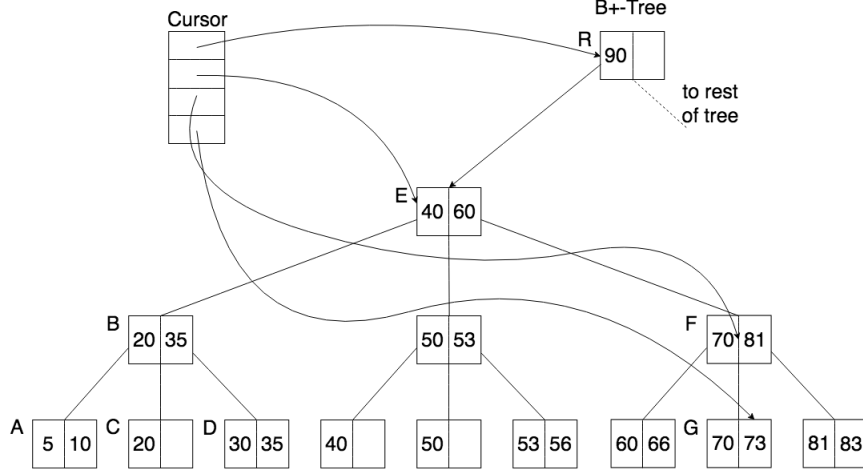 B+-Tree
Cursor
R
90
to rest
of tree
E
40 60
B
20 35
50 53
F
70 81
A
5 10
C
20
D
30 35
40
50
53 56
60 66
G
70 73
81 83